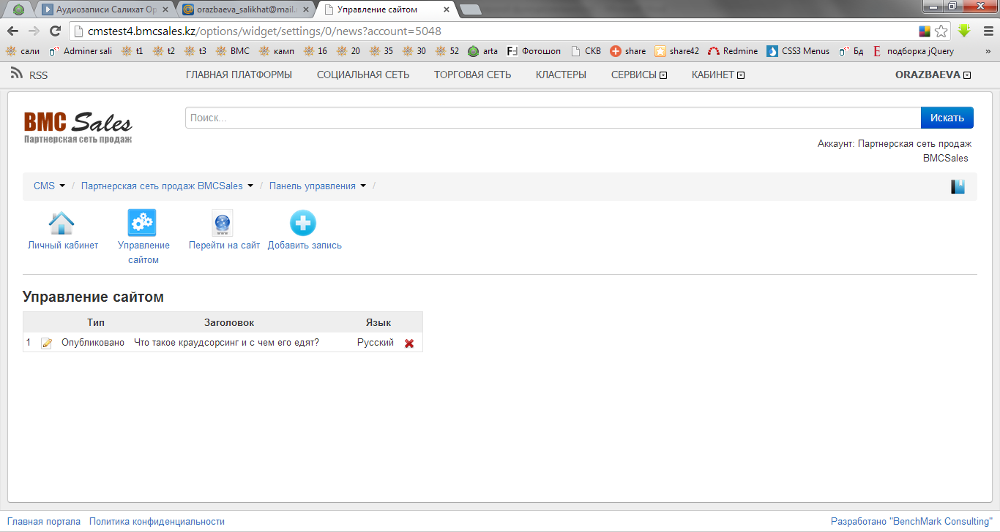 Аудиозаписи Салихат Ор
orazbaeva_salikhat@mail.
Управление сайтом
cmstest4.bmcsales.kz/options/widget/settings/0/news?account=5048
сали Adminer sali t1 t2 t3 BMC камп 16 20 35 30 52 arta Фотошоп СКВ share share42 Redmine CSS3 Menus Бд подборка jQuery »
RSS ГЛАВНАЯ ПЛАТФОРМЫ СОЦИАЛЬНАЯ СЕТЬ ТОРГОВАЯ СЕТЬ КЛАСТЕРЫ СЕРВИСЫ КАБИНЕТ ORAZBAEVA
BMC Sales
Партнерская сеть продаж
Поиск... Искать
Аккаунт: Партнерская сеть продаж
BMCSales
CMS / Партнерская сеть продаж BMCSales / Панель управления /
Личный кабинет Управление сайтом Перейти на сайт Добавить запись
Управление сайтом
Тип Заголовок Язык
1 Опубликовано Что такое краудсорсинг и с чем его едят? Русский
Главная портала Политика конфиденциальности Разработано "BenchMark Consulting"